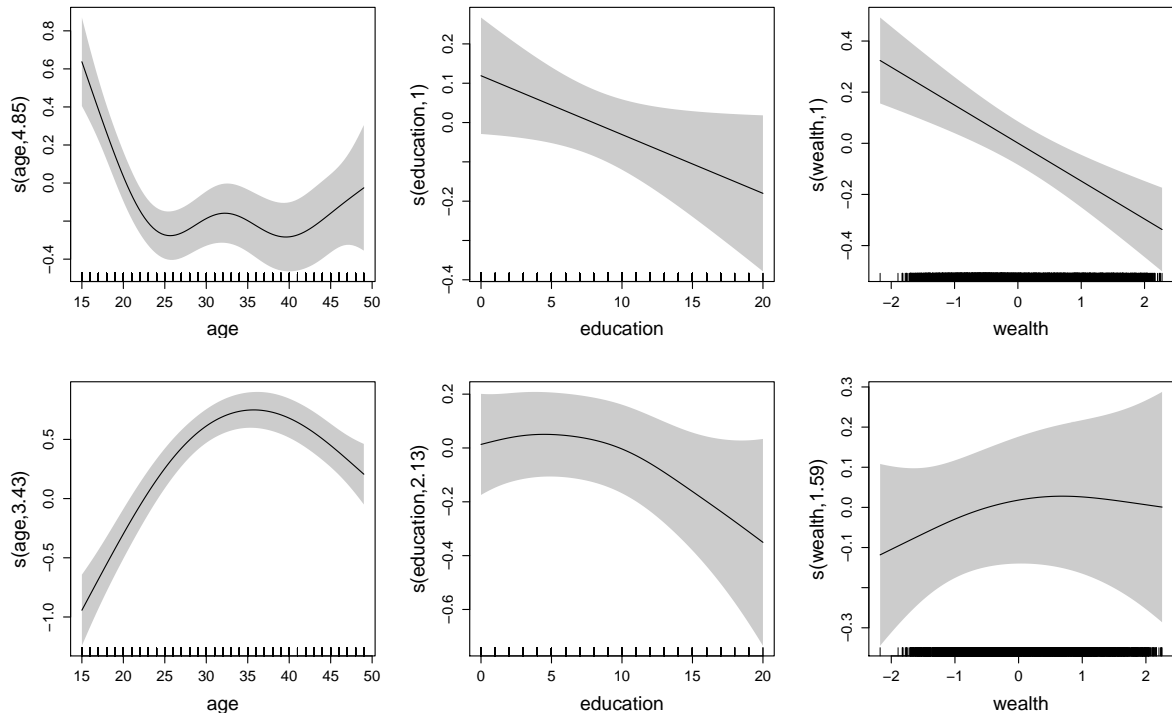 s(age,4.85)
0.8
0.6
0.4
0.2
0.0
−0.4
15 20 25 30 35 40 45 50
age
s(education,1)
0.2
0.1
0.0
−0.2
−0.4
0 5 10 15 20
education
s(wealth,1)
0.4
0.2
0.0
−0.2
−0.4
−2 −1 0 1 2
wealth
s(age,3.43)
0.5
0.0
−0.5
−1.0
15 20 25 30 35 40 45 50
age
s(education,2.13)
0.2
0.0
−0.2
−0.4
−0.6
0 5 10 15 20
education
s(wealth,1.59)
0.3
0.2
0.1
0.0
−0.1
−0.3
−2 −1 0 1 2
wealth